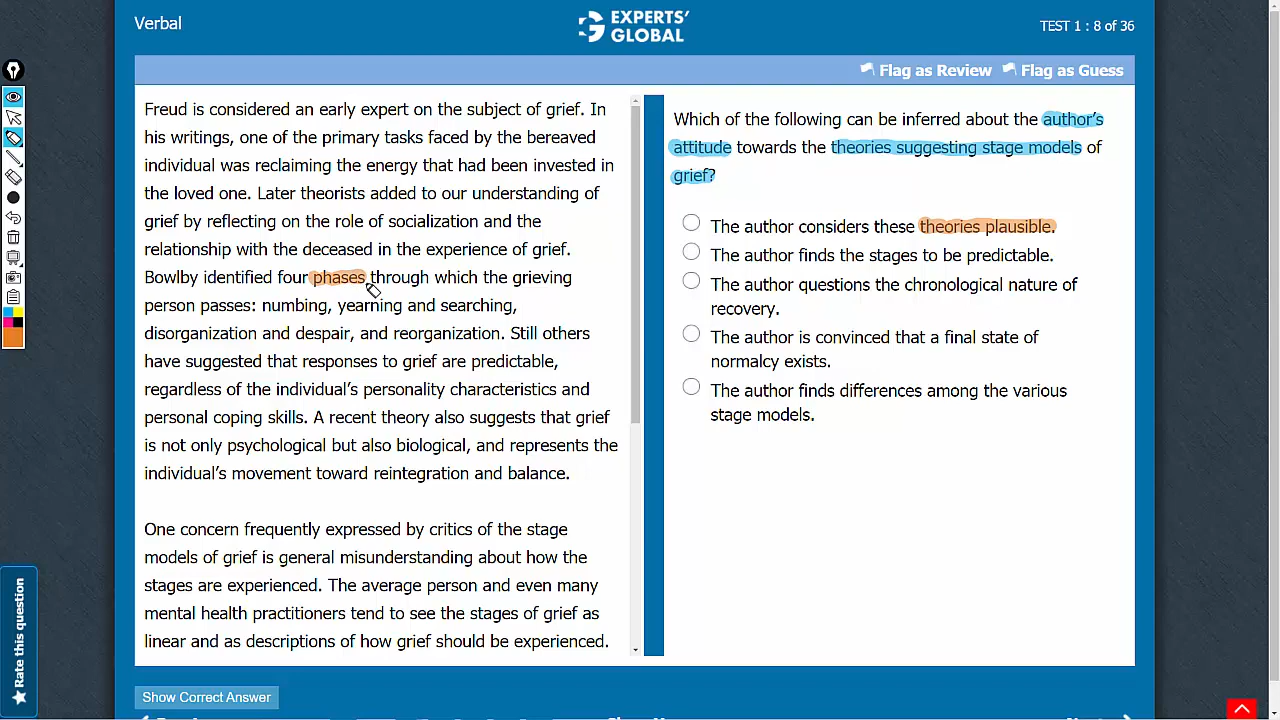 Verbal
EXPERTS'
GLOBAL
TEST 1 : 8 of 36
Flag as Review
Flag as Guess
Freud is considered an early expert on the subject of grief. In
his writings, one of the primary tasks faced by the bereaved
individual was reclaiming the energy that had been invested in
the loved one. Later theorists added to our understanding of
grief by reflecting on the role of socialization and the
relationship with the deceased in the experience of grief.
Bowlby identified four phases through which the grieving
person passes: numbing, yearning and searching,
disorganization and despair, and reorganization. Still others
have suggested that responses to grief are predictable,
regardless of the individual's personality characteristics and
personal coping skills. A recent theory also suggests that grief
is not only psychological but also biological, and represents the
individual's movement toward reintegration and balance.
One concern frequently expressed by critics of the stage
models of grief is general misunderstanding about how the
stages are experienced. The average person and even many
mental health practitioners tend to see the stages of grief as
linear and as descriptions of how grief should be experienced.
Which of the following can be inferred about the author's
attitude towards the theories suggesting stage models of
grief?
The author considers these theories plausible.
The author finds the stages to be predictable.
The author questions the chronological nature of
recovery.
The author is convinced that a final state of
normalcy exists.
The author finds differences among the various
stage models.
Rate this question
Show Correct Answer